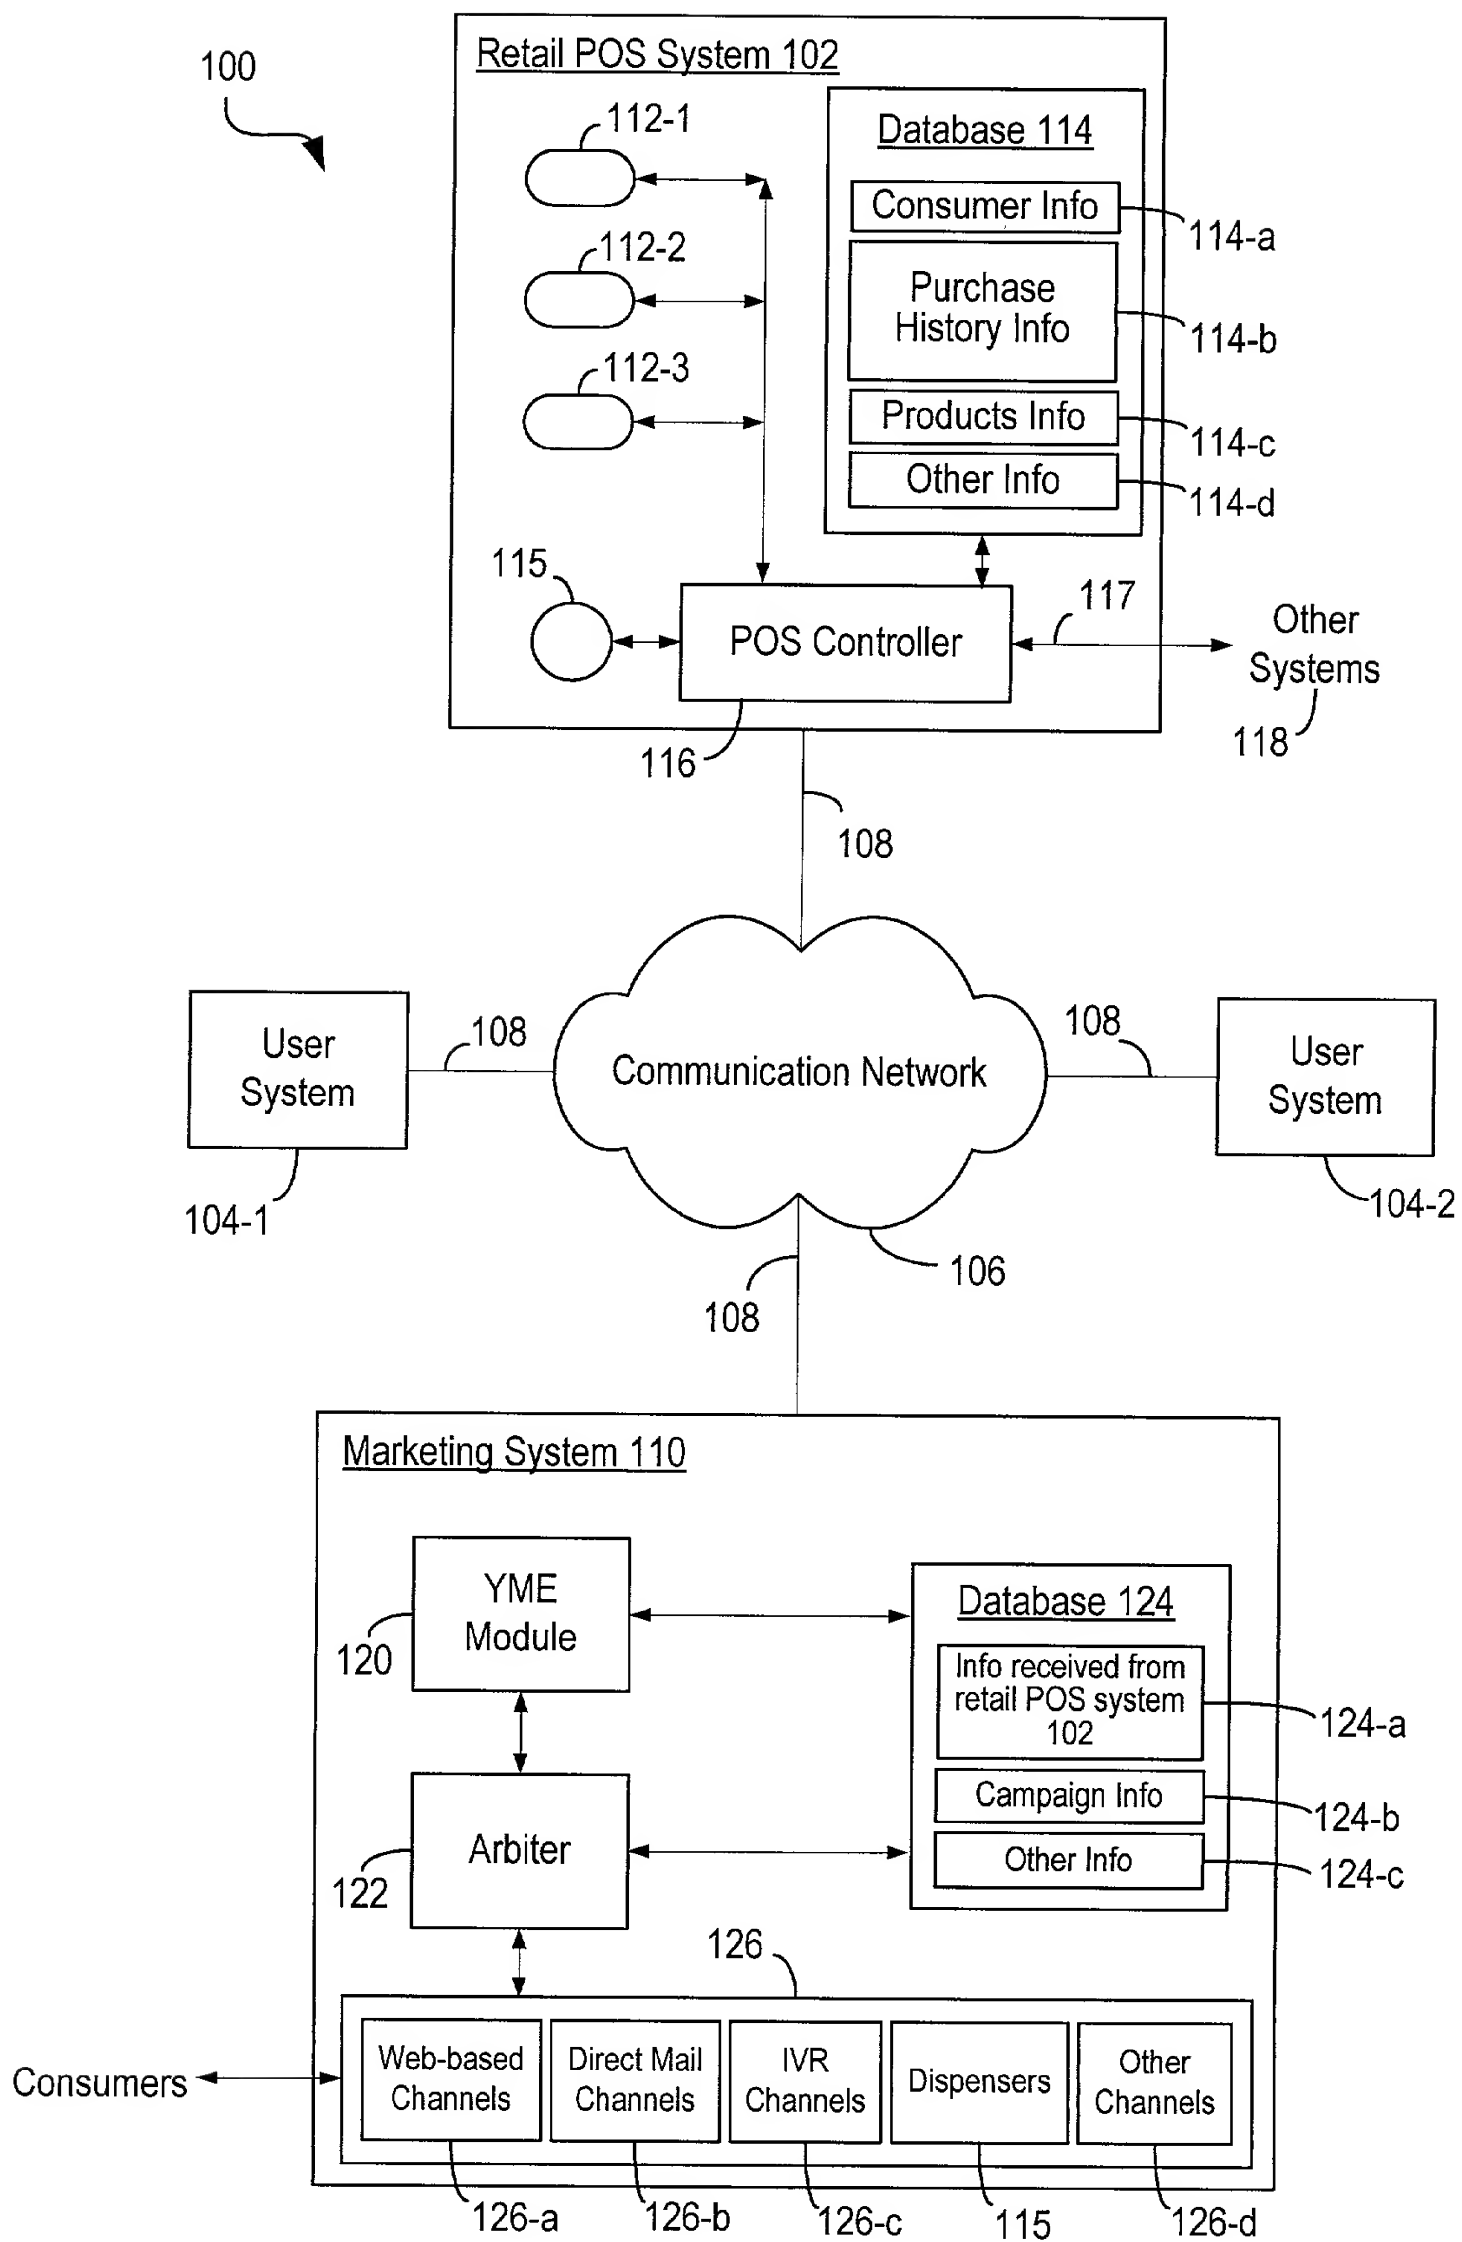 100
Retail POS System 102
112-1
112-2
112-3
Database 114
Consumer Info
114-a
Purchase
History Info
114-b
Products Info
114-c
Other Info
114-d
115
POS Controller
117
Other
Systems
118
116
108
User
System
108
Communication Network
108
User
System
104-1
104-2
106
108
Marketing System 110
YME
Module
120
Database 124
Info received from
retail POS system
102
124-a
Campaign Info
124-b
Other Info
124-c
Arbiter
122
126
Consumers
Web-based
Channels
Direct Mail
Channels
IVR
Channels
Dispensers
Other
Channels
126-a
126-b
126-c
115
126-d